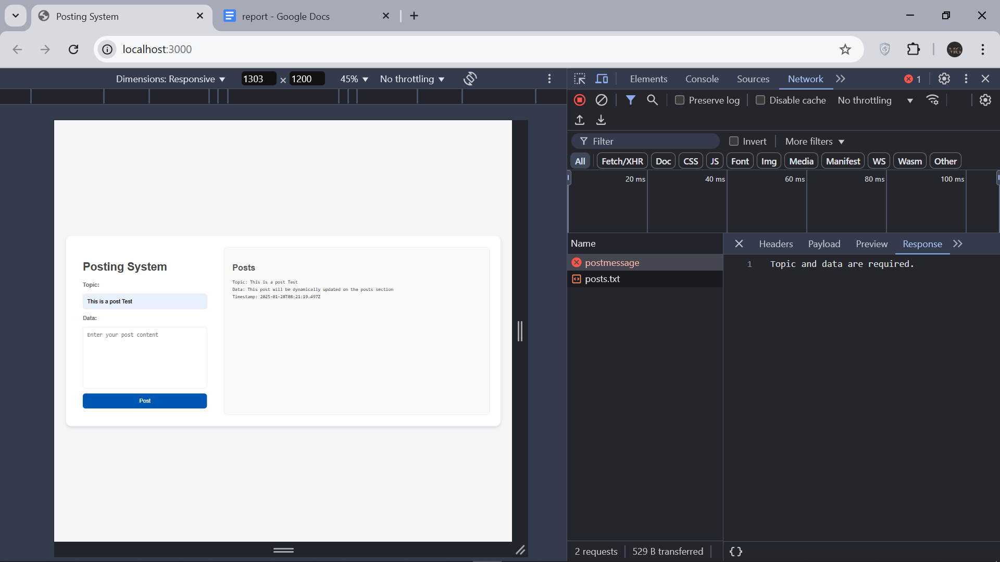 Posting System
report - Google Docs
localhost:3000
Dimensions: Responsive 1303 × 1200 45% No throttling
Elements Console Sources Network 1
Preserve log Disable cache No throttling
Filter Invert More filters
All Fetch/XHR Doc CSS JS Font Img Media Manifest WS Wasm Other
20 ms 40 ms 60 ms 80 ms 100 ms
Name
postmessage
posts.txt
Headers Payload Preview Response
1 Topic and data are required.
2 requests 529 B transferred
{}
Posting System
Topic:
This is a post Test
Data:
Enter your post content
Post
Posts
Topic: This is a post Test
Data: This post will be dynamically updated on the posts section
Timestamp: 2025-01-28T08:21:19.497Z